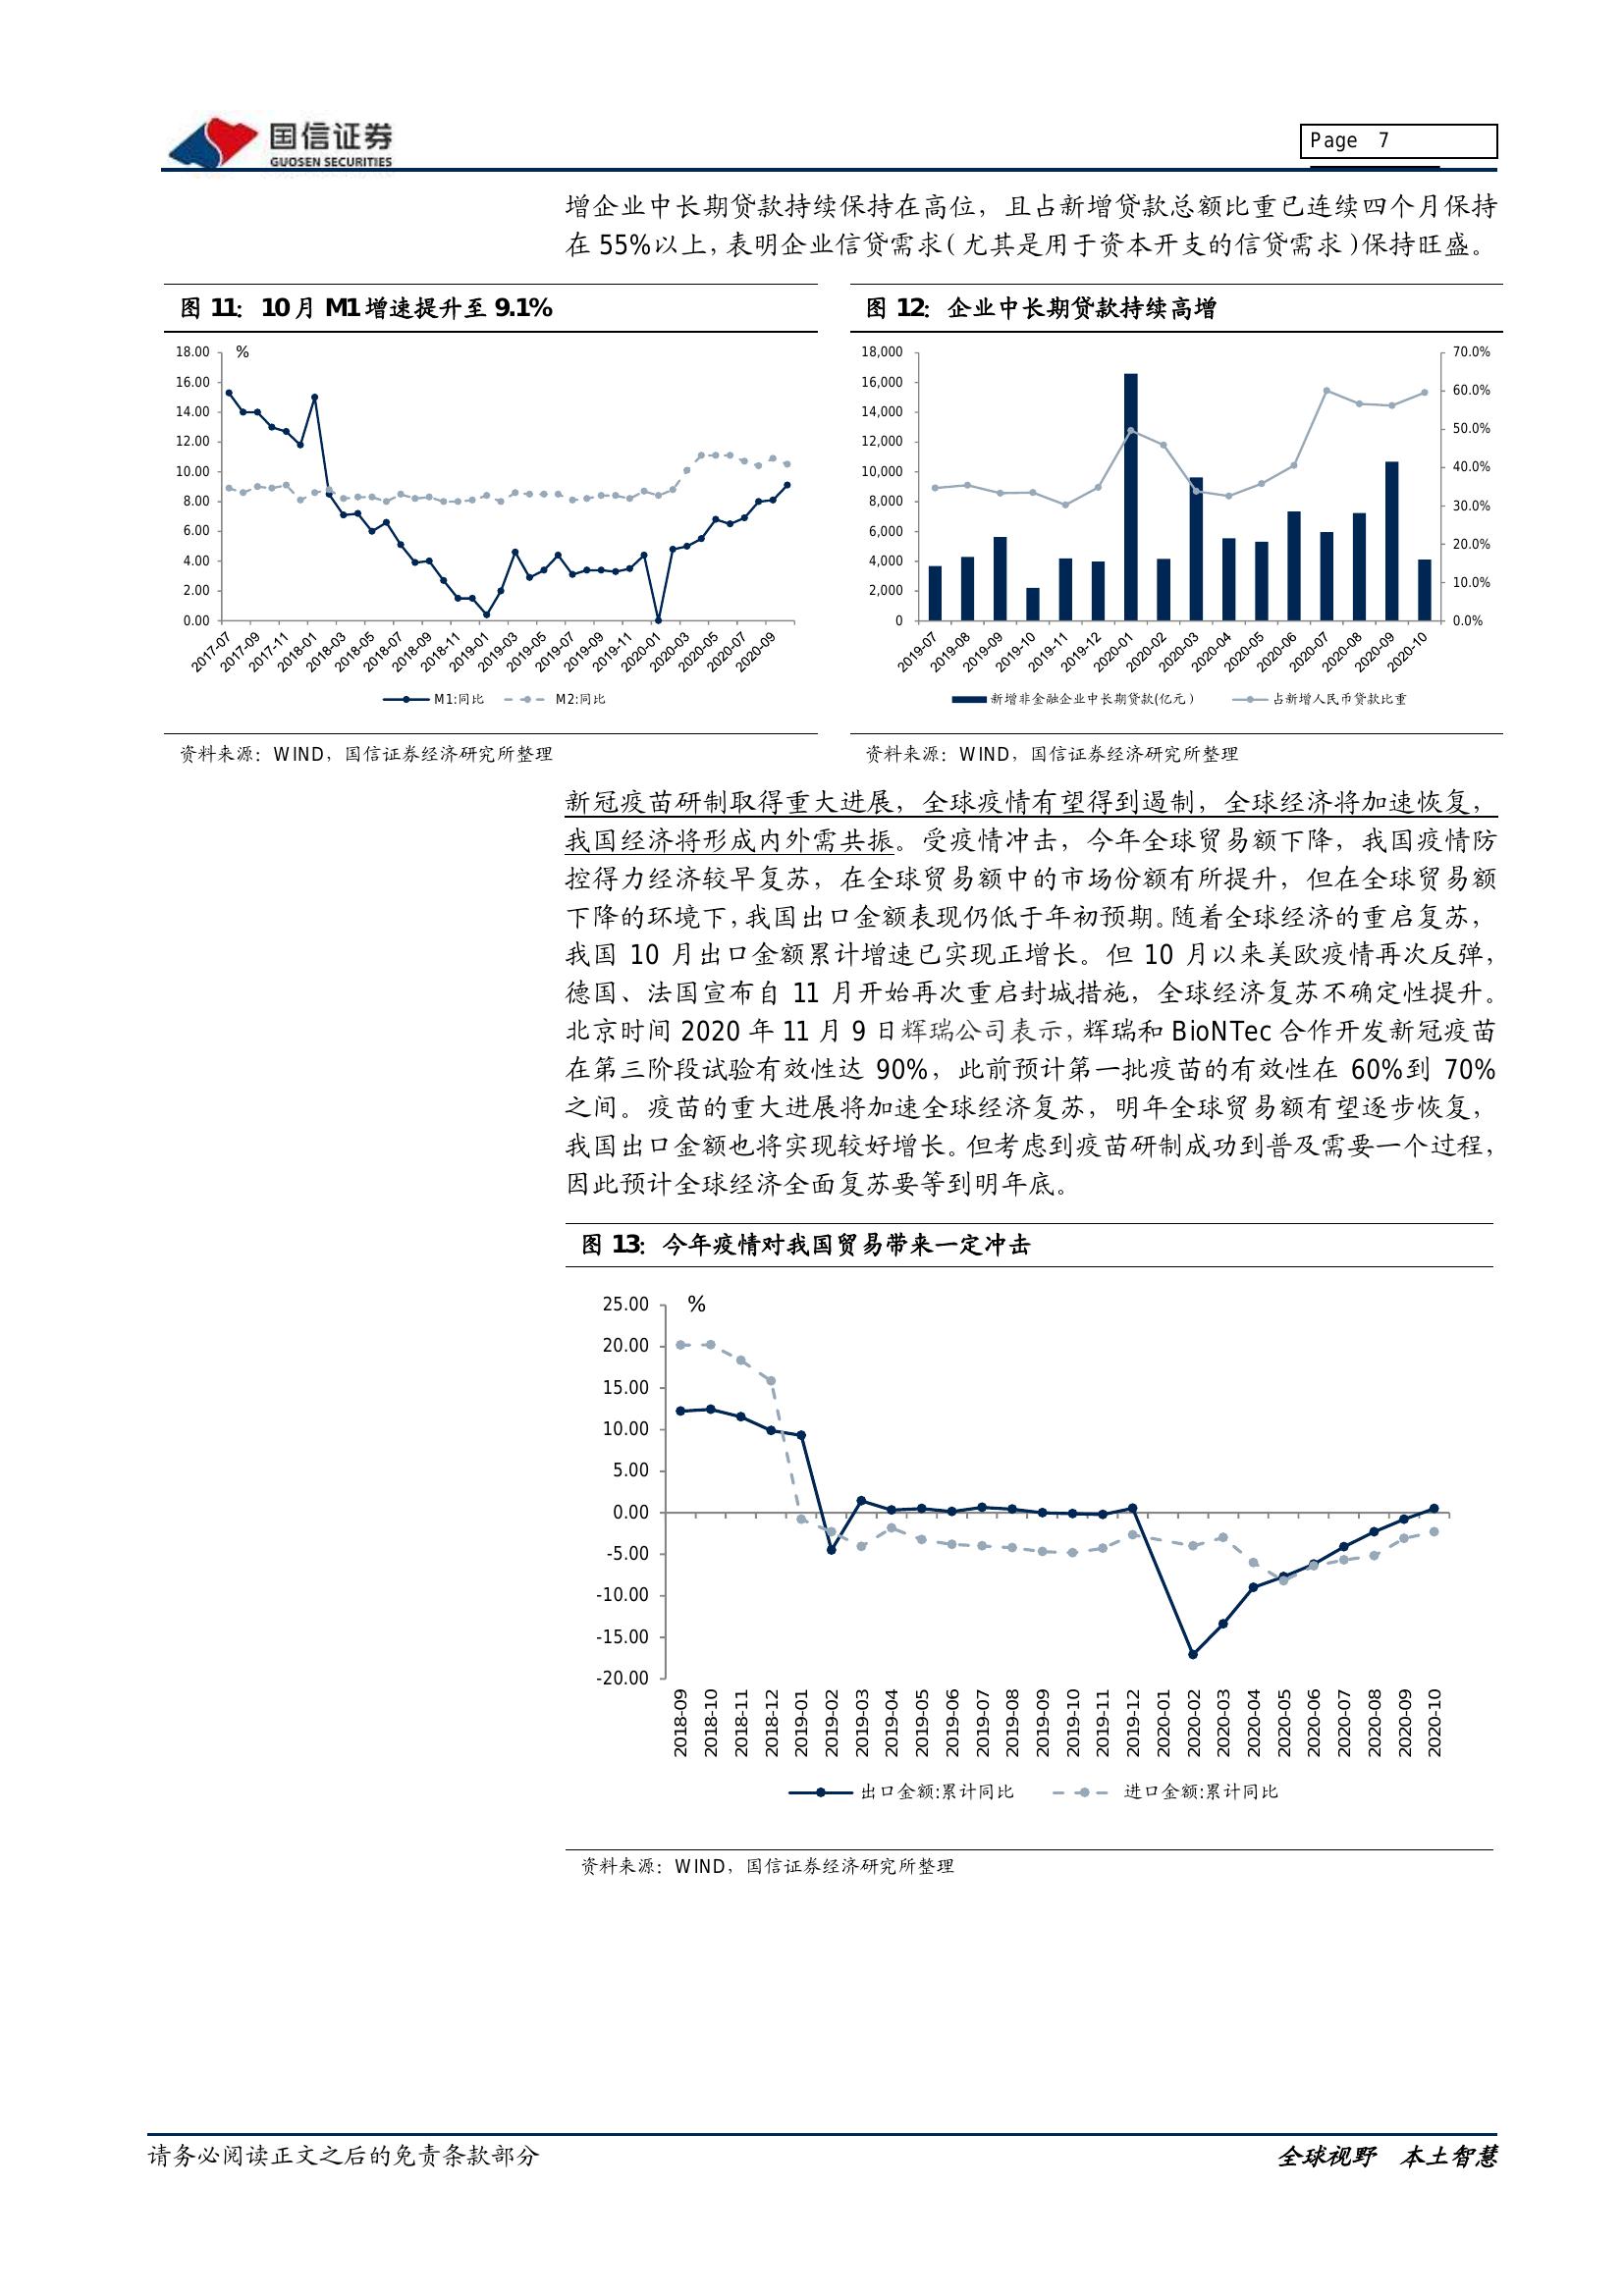 国信证券
GUOSEN SECURITIES
Page 7
增企业中长期贷款持续保持在高位，且占新增贷款总额比重已连续四个月保持
在 55%以上，表明企业信贷需求（尤其是用于资本开支的信贷需求）保持旺盛。
图 11：10 月 M1 增速提升至 9.1%
%
18.00
16.00
14.00
12.00
10.00
8.00
6.00
4.00
2.00
0.00
2017-07 2017-09 2017-11 2018-01 2018-03 2018-05 2018-07 2018-09 2018-11 2019-01 2019-03 2019-05 2019-07 2019-09 2019-11 2020-01 2020-03 2020-05 2020-07 2020-09
M1:同比 M2:同比
资料来源：WIND，国信证券经济研究所整理
图 12：企业中长期贷款持续高增
18,000
16,000
14,000
12,000
10,000
8,000
6,000
4,000
2,000
0
70.0%
60.0%
50.0%
40.0%
30.0%
20.0%
10.0%
0.0%
2019-07 2019-08 2019-09 2019-10 2019-11 2019-12 2020-01 2020-02 2020-03 2020-04 2020-05 2020-06 2020-07 2020-08 2020-09 2020-10
新增非金融企业中长期贷款(亿元） 占新增人民币贷款比重
资料来源：WIND，国信证券经济研究所整理
新冠疫苗研制取得重大进展，全球疫情有望得到遏制，全球经济将加速恢复，
我国经济将形成内外需共振。受疫情冲击，今年全球贸易额下降，我国疫情防
控得力经济较早复苏，在全球贸易额中的市场份额有所提升，但在全球贸易额
下降的环境下，我国出口金额表现仍低于年初预期。随着全球经济的重启复苏，
我国 10 月出口金额累计增速已实现正增长。但 10 月以来美欧疫情再次反弹，
德国、法国宣布自 11 月开始再次重启封城措施，全球经济复苏不确定性提升。
北京时间 2020 年 11 月 9 日辉瑞公司表示，辉瑞和 BioNTec 合作开发新冠疫苗
在第三阶段试验有效性达 90%，此前预计第一批疫苗的有效性在 60%到 70%
之间。疫苗的重大进展将加速全球经济复苏，明年全球贸易额有望逐步恢复，
我国出口金额也将实现较好增长。但考虑到疫苗研制成功到普及需要一个过程，
因此预计全球经济全面复苏要等到明年底。
图 13：今年疫情对我国贸易带来一定冲击
%
25.00
20.00
15.00
10.00
5.00
0.00
-5.00
-10.00
-15.00
-20.00
2018-09 2018-10 2018-11 2018-12 2019-01 2019-02 2019-03 2019-04 2019-05 2019-06 2019-07 2019-08 2019-09 2019-10 2019-11 2019-12 2020-01 2020-02 2020-03 2020-04 2020-05 2020-06 2020-07 2020-08 2020-09 2020-10
出口金额:累计同比 进口金额:累计同比
资料来源：WIND，国信证券经济研究所整理
请务必阅读正文之后的免责条款部分
全球视野 本土智慧